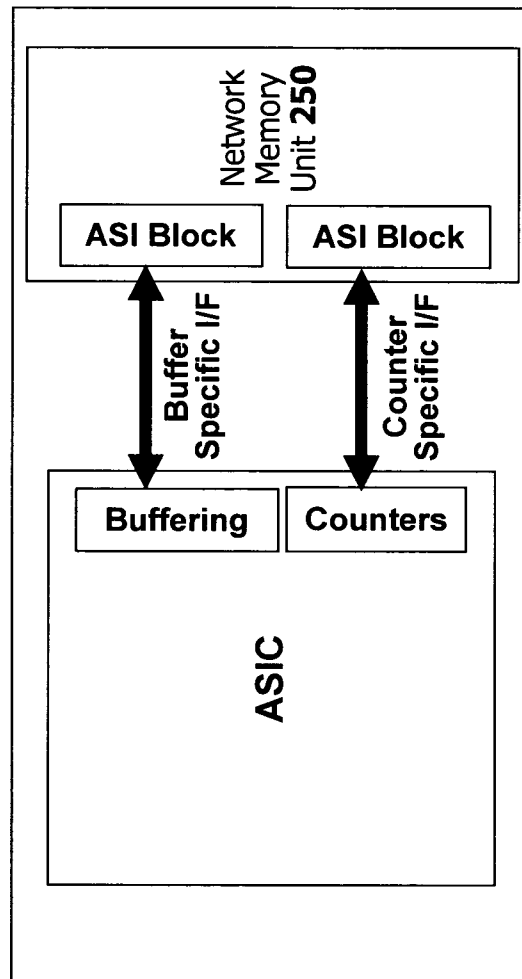 Network
Memory
Unit 250
ASI Block
ASI Block
Buffer
Specific I/F
Counter
Specific I/F
Buffering
Counters
ASIC